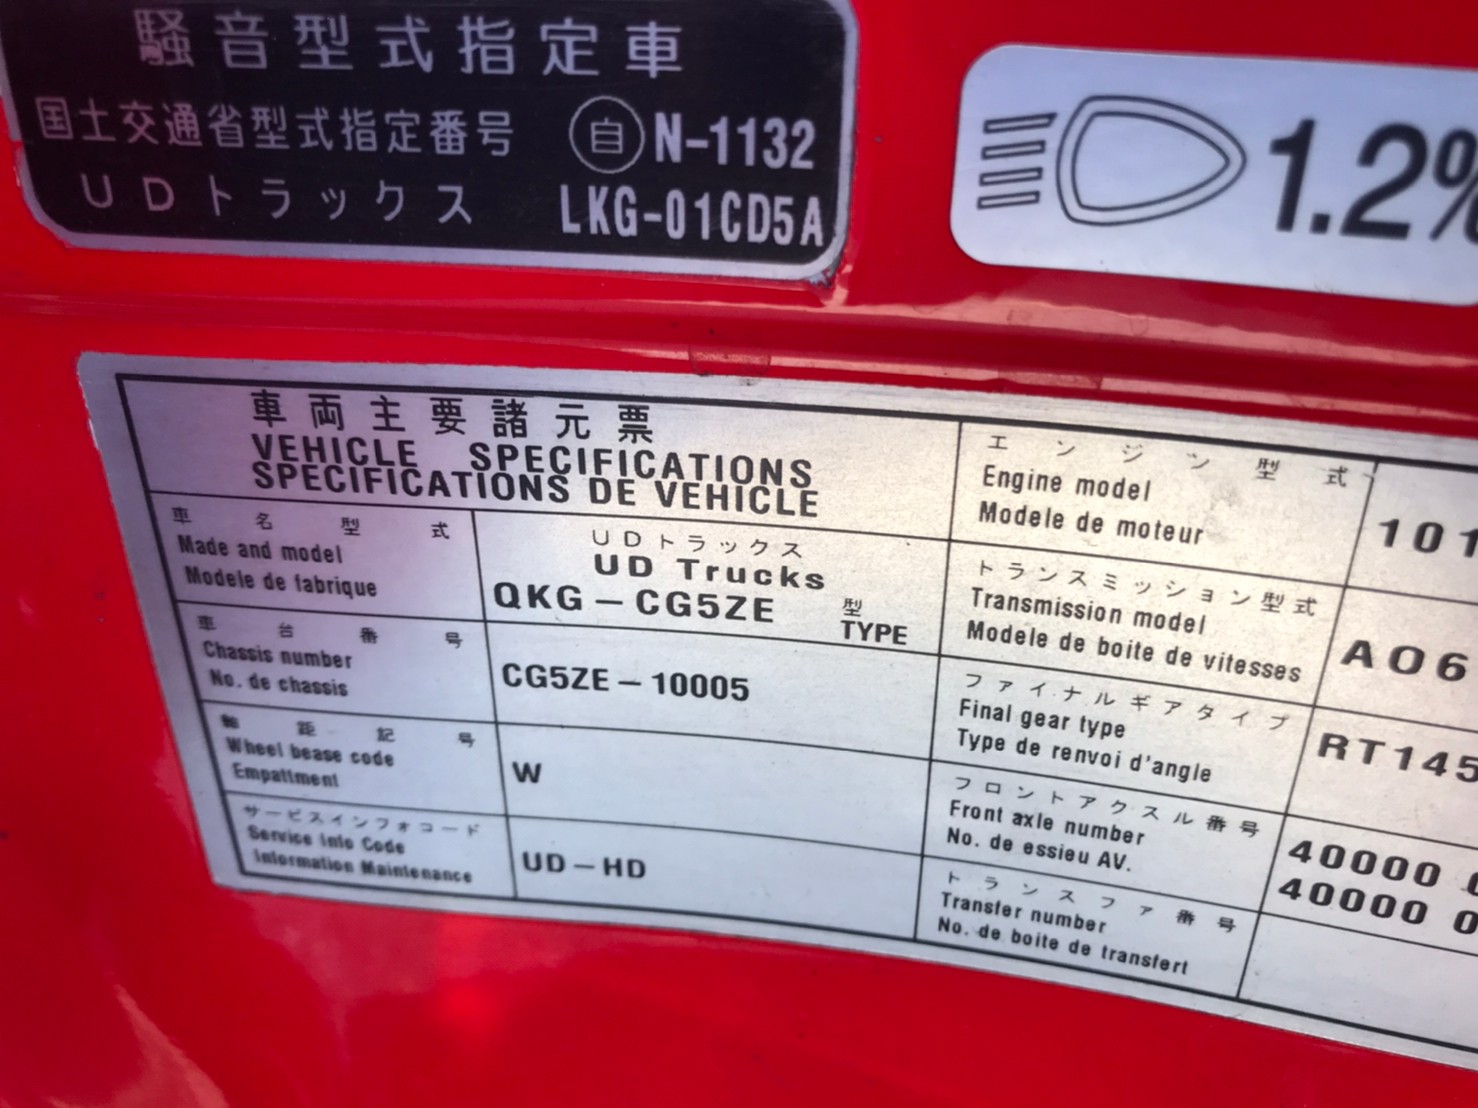 騒音型式指定車
国土交通省型式指定番号 自 N-1132
UDトラックス LKG-01CD5A
1.2%
車両主要諸元票
VEHICLE SPECIFICATIONS
SPECIFICATIONS DE VEHICLE
車名型式
Made and model
Modele de fabrique
UDトラックス
UD Trucks
QKG-CG5ZE 型
TYPE
車台番号
Chassis number
No. de chassis
CG5ZE-10005
軸距記号
Wheel bease code
Empattment
W
サービスインフォコード
Service Info Code
Information Maintenance
UD-HD
エンジン型式
Engine model
Modele de moteur
101
トランスミッション型式
Transmission model
Modele de boite de vitesses
A06
ファイナルギアタイプ
Final gear type
Type de renvoi d'angle
RT145
フロントアクスル番号
Front axle number
No. de essieu AV.
40000
40000 0
トランスファ番号
Transfer number
No. de boite de transfert